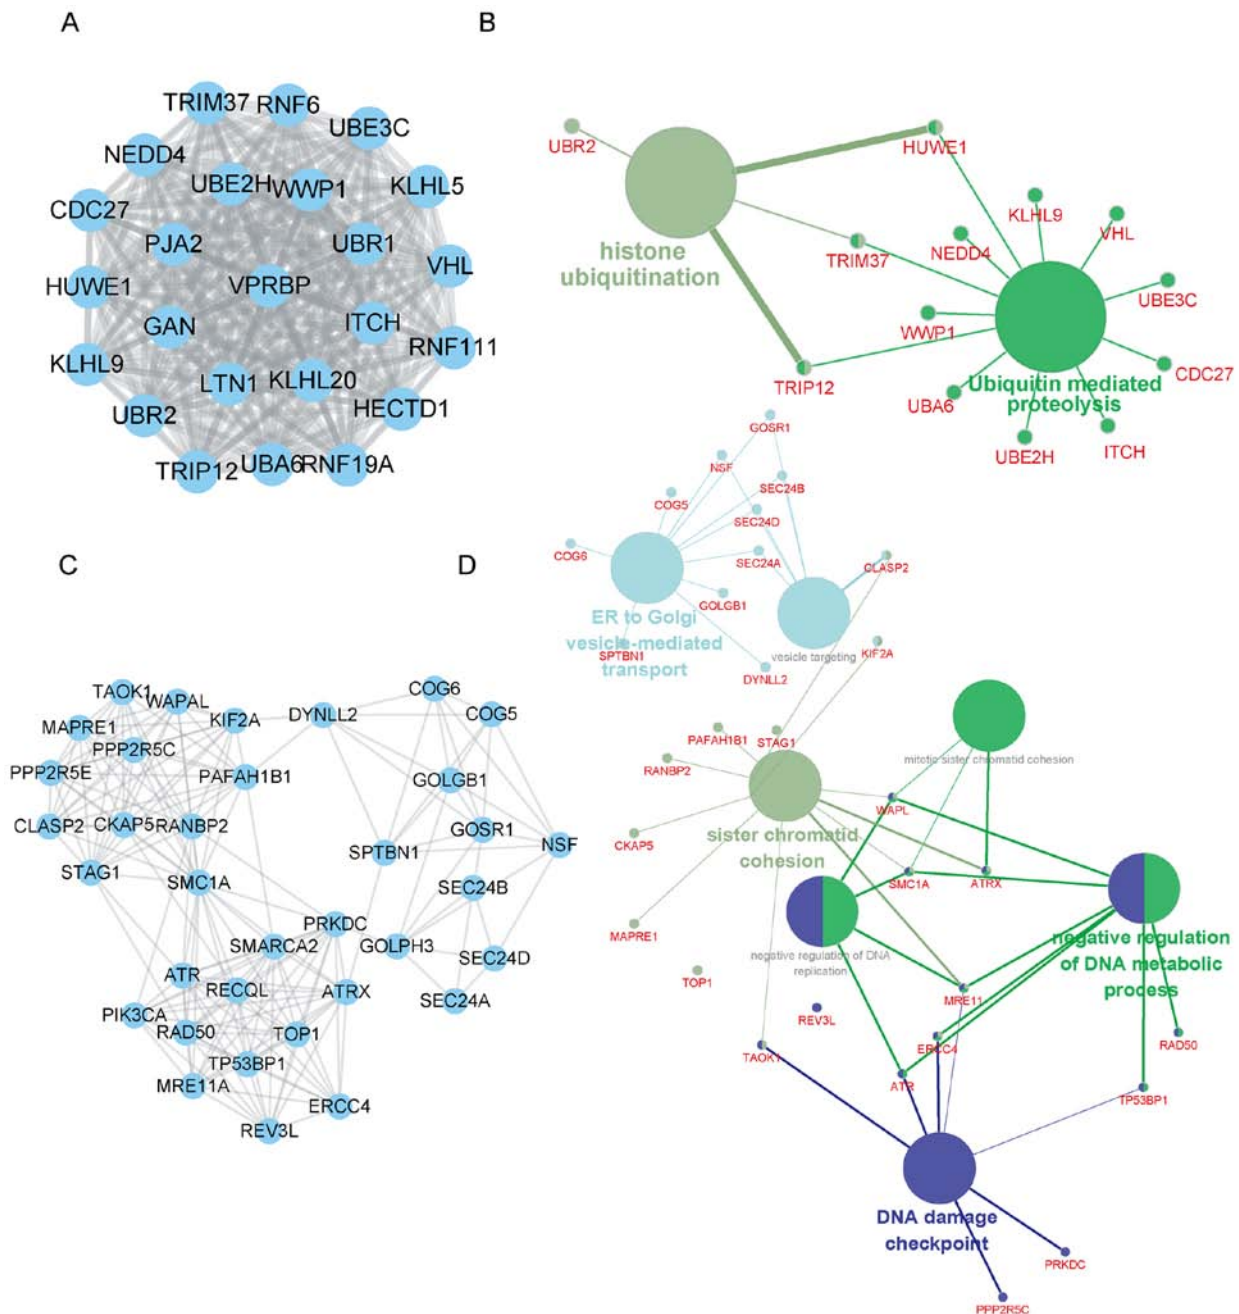 A
TRIM37
RNF6
UBE3C
NEDD4
UBE2H
WWP1
KLHL5
CDC27
PJA2
UBR1
VHL
HUWE1
VPRBP
GAN
ITCH
RNF111
KLHL9
LTN1
KLHL20
HECTD1
UBR2
TRIP12
UBA6
RNF19A
B
UBR2
HUWE1
histone
ubiquitination
TRIM37
TRIP12
KLHL9
VHL
NEDD4
UBE3C
WWP1
CDC27
Ubiquitin mediated
proteolysis
UBA6
UBE2H
ITCH
C
TAOK1
WAPAL
KIF2A
DYNLL2
COG6
COG5
MAPRE1
PPP2R5C
PPP2R5E
PAFAH1B1
GOLGB1
CLASP2
CKAP5
RANBP2
GOSR1
NSF
SPTBN1
STAG1
SMC1A
SEC24B
PRKDC
SMARCA2
GOLPH3
SEC24D
ATR
RECQL
ATRX
SEC24A
PIK3CA
RAD50
TOP1
TP53BP1
MRE11A
ERCC4
REV3L
D
GOSR1
NSF
SEC24B
COG5
SEC24D
COG6
SEC24A
CLASP2
GOLGB1
ER to Golgi
vesicle-mediated
transport
SPTBN1
vesicle targeting
KIF2A
DYNLL2
PAFAH1B1
STAG1
mitotic sister chromatid cohesion
RANBP2
WAPL
sister chromatid
cohesion
CKAP5
SMC1A
ATRX
MAPRE1
negative regulation of DNA
replication
negative regulation
of DNA metabolic
process
TOP1
MRE11
REV3L
RAD50
TAOK1
ERCC4
ATR
TP53BP1
DNA damage
checkpoint
PRKDC
PPP2R5C